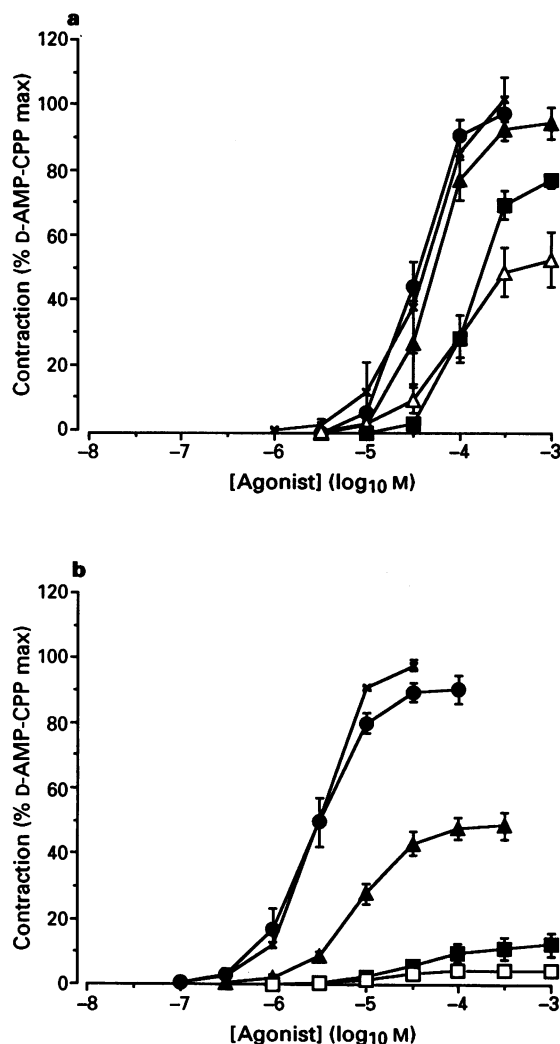 a
Contraction (% D-AMP-CPP max)
120
100
80
60
40
20
0
–8 –7 –6 –5 –4 –3
[Agonist] (log10 M)
b
Contraction (% D-AMP-CPP max)
120
100
80
60
40
20
0
–8 –7 –6 –5 –4 –3
[Agonist] (log10 M)